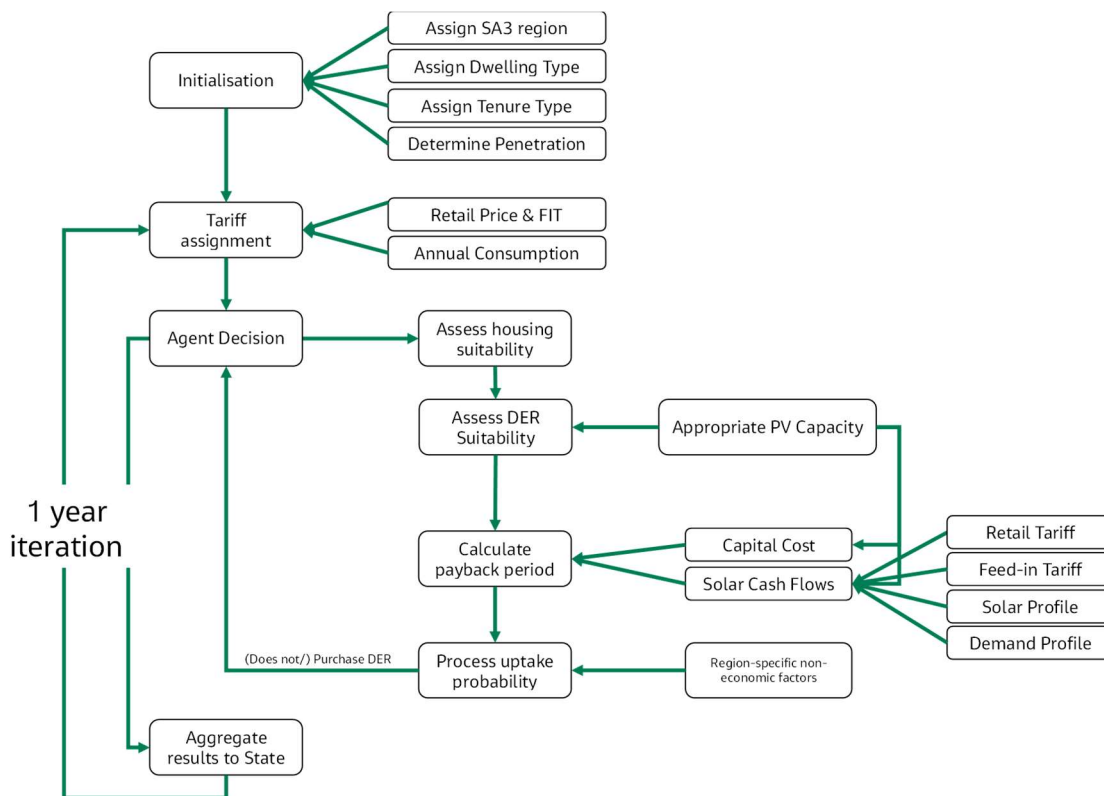 Assign SA3 region
Initialisation
Assign Dwelling Type
Assign Tenure Type
Determine Penetration
Tariff
assignment
Retail Price & FIT
Annual Consumption
Agent Decision
Assess housing
suitability
Assess DER
Suitability
Appropriate PV Capacity
1 year
iteration
Calculate
payback period
Capital Cost
Solar Cash Flows
Retail Tariff
Feed-in Tariff
Solar Profile
Demand Profile
(Does not/) Purchase DER
Process uptake
probability
Region-specific non-
economic factors
Aggregate
results to State